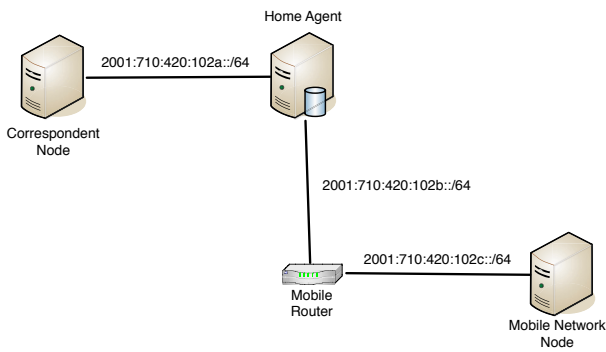 Home Agent
2001:710:420:102a::/64
Correspondent
Node
2001:710:420:102b::/64
2001:710:420:102c::/64
Mobile
Router
Mobile Network
Node